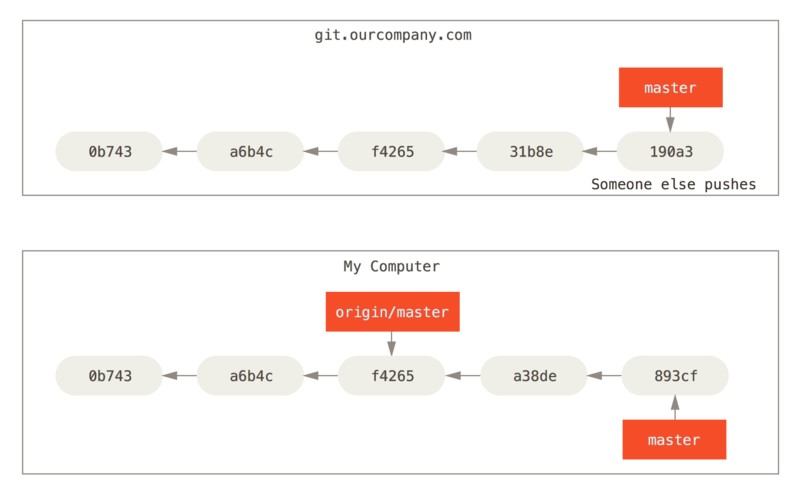 git.ourcompany.com
master
0b743 a6b4c f4265 31b8e 190a3
Someone else pushes
My Computer
origin/master
0b743 a6b4c f4265 a38de 893cf
master